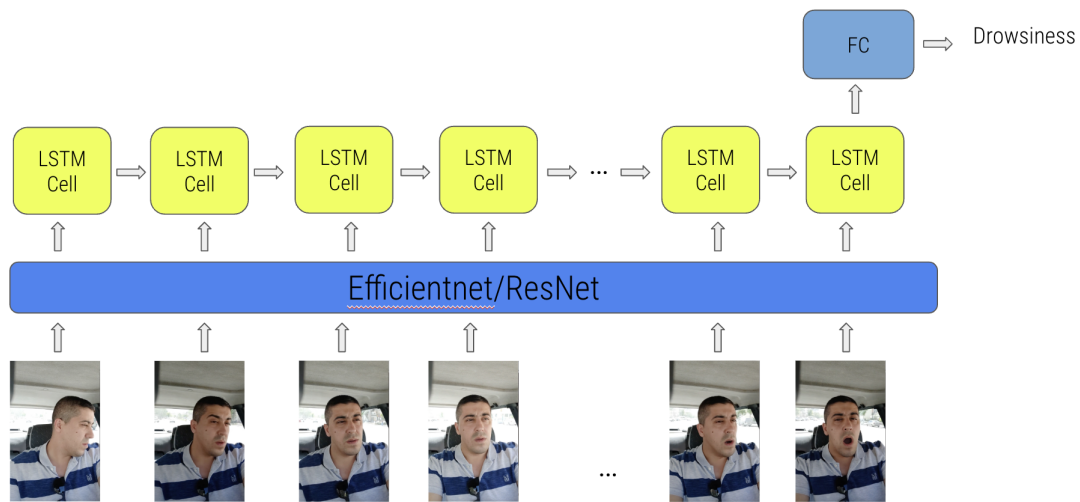 FC
Drowsiness
LSTM
Cell
LSTM
Cell
LSTM
Cell
LSTM
Cell
...
LSTM
Cell
LSTM
Cell
Efficientnet/ResNet
...